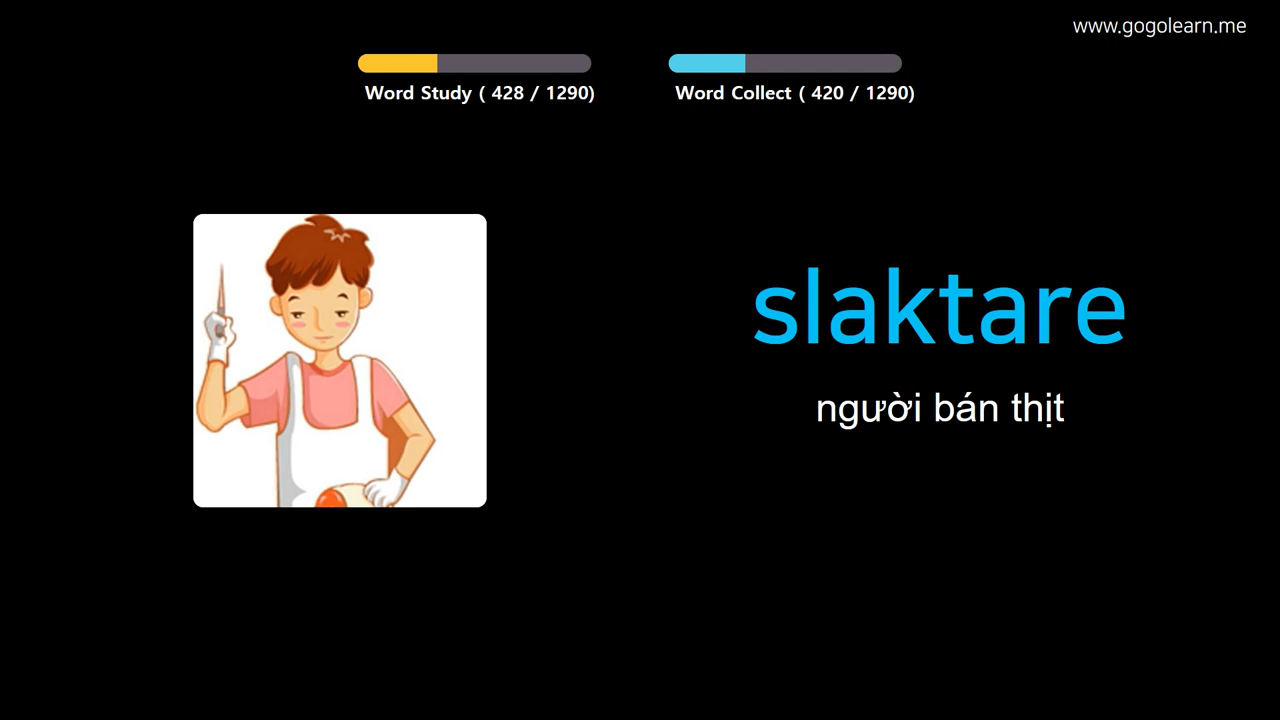 www.gogolearn.me
Word Study ( 428 / 1290)
Word Collect ( 420 / 1290)
slaktare
người bán thịt